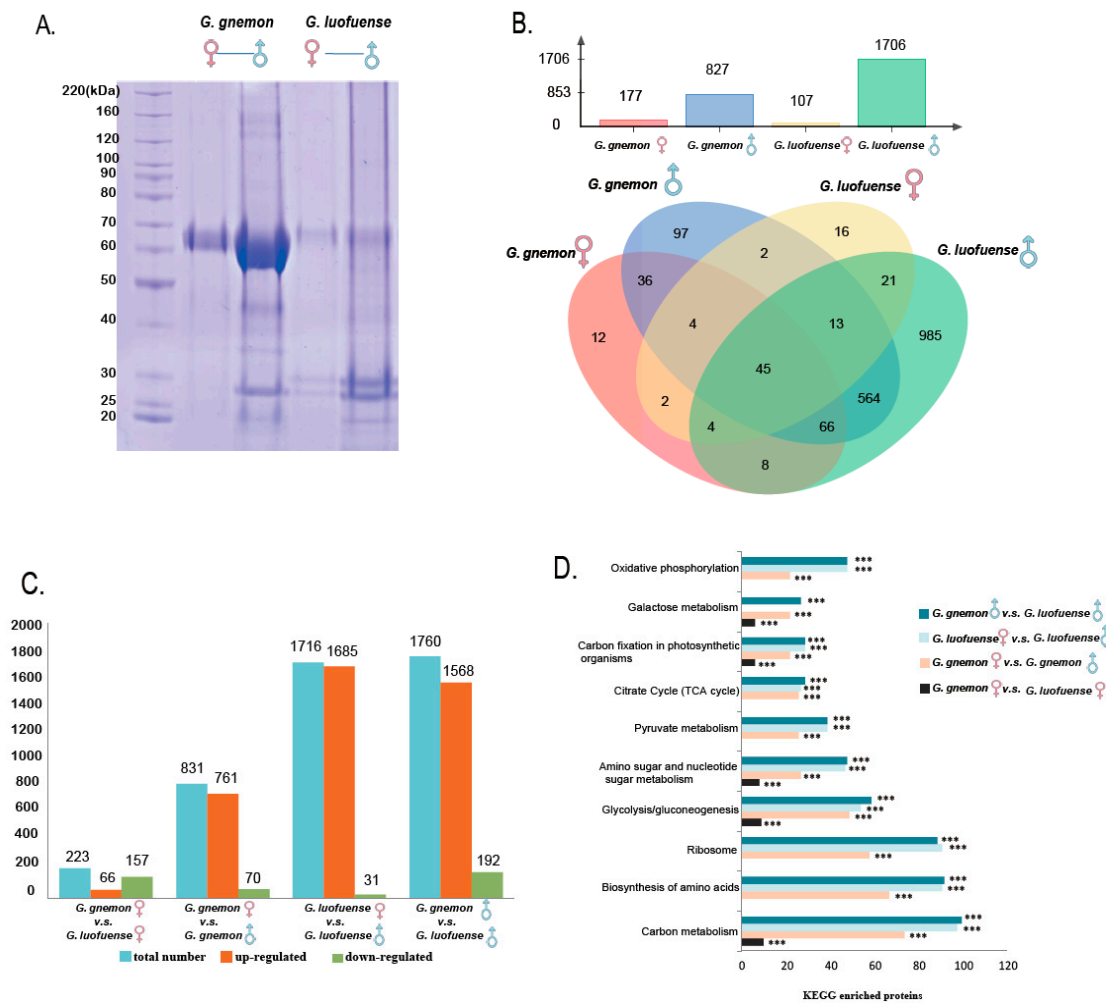 A.
G. gnemon G. luofuense
220(kDa)
160
120
100
90
80
70
60
50
40
30
25
20
B.
1706
853
0
177
827
107
1706
G. gnemon ♀
G. gnemon ♂
G. luofuense ♀
G. luofuense ♂
G. gnemon ♂
G. luofuense ♀
G. gnemon ♀
G. luofuense ♂
97
2
16
36
21
12
4
13
985
45
2
564
4
66
8
C.
2000
1800
1600
1400
1200
1000
800
600
400
200
0
223
66
157
831
761
70
1716
1685
31
1760
1568
192
G. gnemon ♀
v.s.
G. luofuense ♀
G. gnemon ♀
v.s.
G. gnemon ♂
G. luofuense ♀
v.s.
G. luofuense ♂
G. gnemon ♂
v.s.
G. luofuense ♂
total number up-regulated down-regulated
D.
Oxidative phosphorylation
***
***
***
Galactose metabolism
***
***
***
Carbon fixation in photosynthetic
organisms
***
***
***
***
Citrate Cycle (TCA cycle)
***
***
***
Pyruvate metabolism
***
***
***
Amino sugar and nucleotide
sugar metabolism
***
***
***
***
Glycolysis/gluconeogenesis
***
***
***
***
Ribosome
***
***
***
Biosynthesis of amino acids
***
***
***
Carbon metabolism
***
***
***
***
0 20 40 60 80 100 120
KEGG enriched proteins
G. gnemon ♂ v.s. G. luofuense ♂
G. luofuense ♀ v.s. G. luofuense ♂
G. gnemon ♀ v.s. G. gnemon ♂
G. gnemon ♀ v.s. G. luofuense ♀